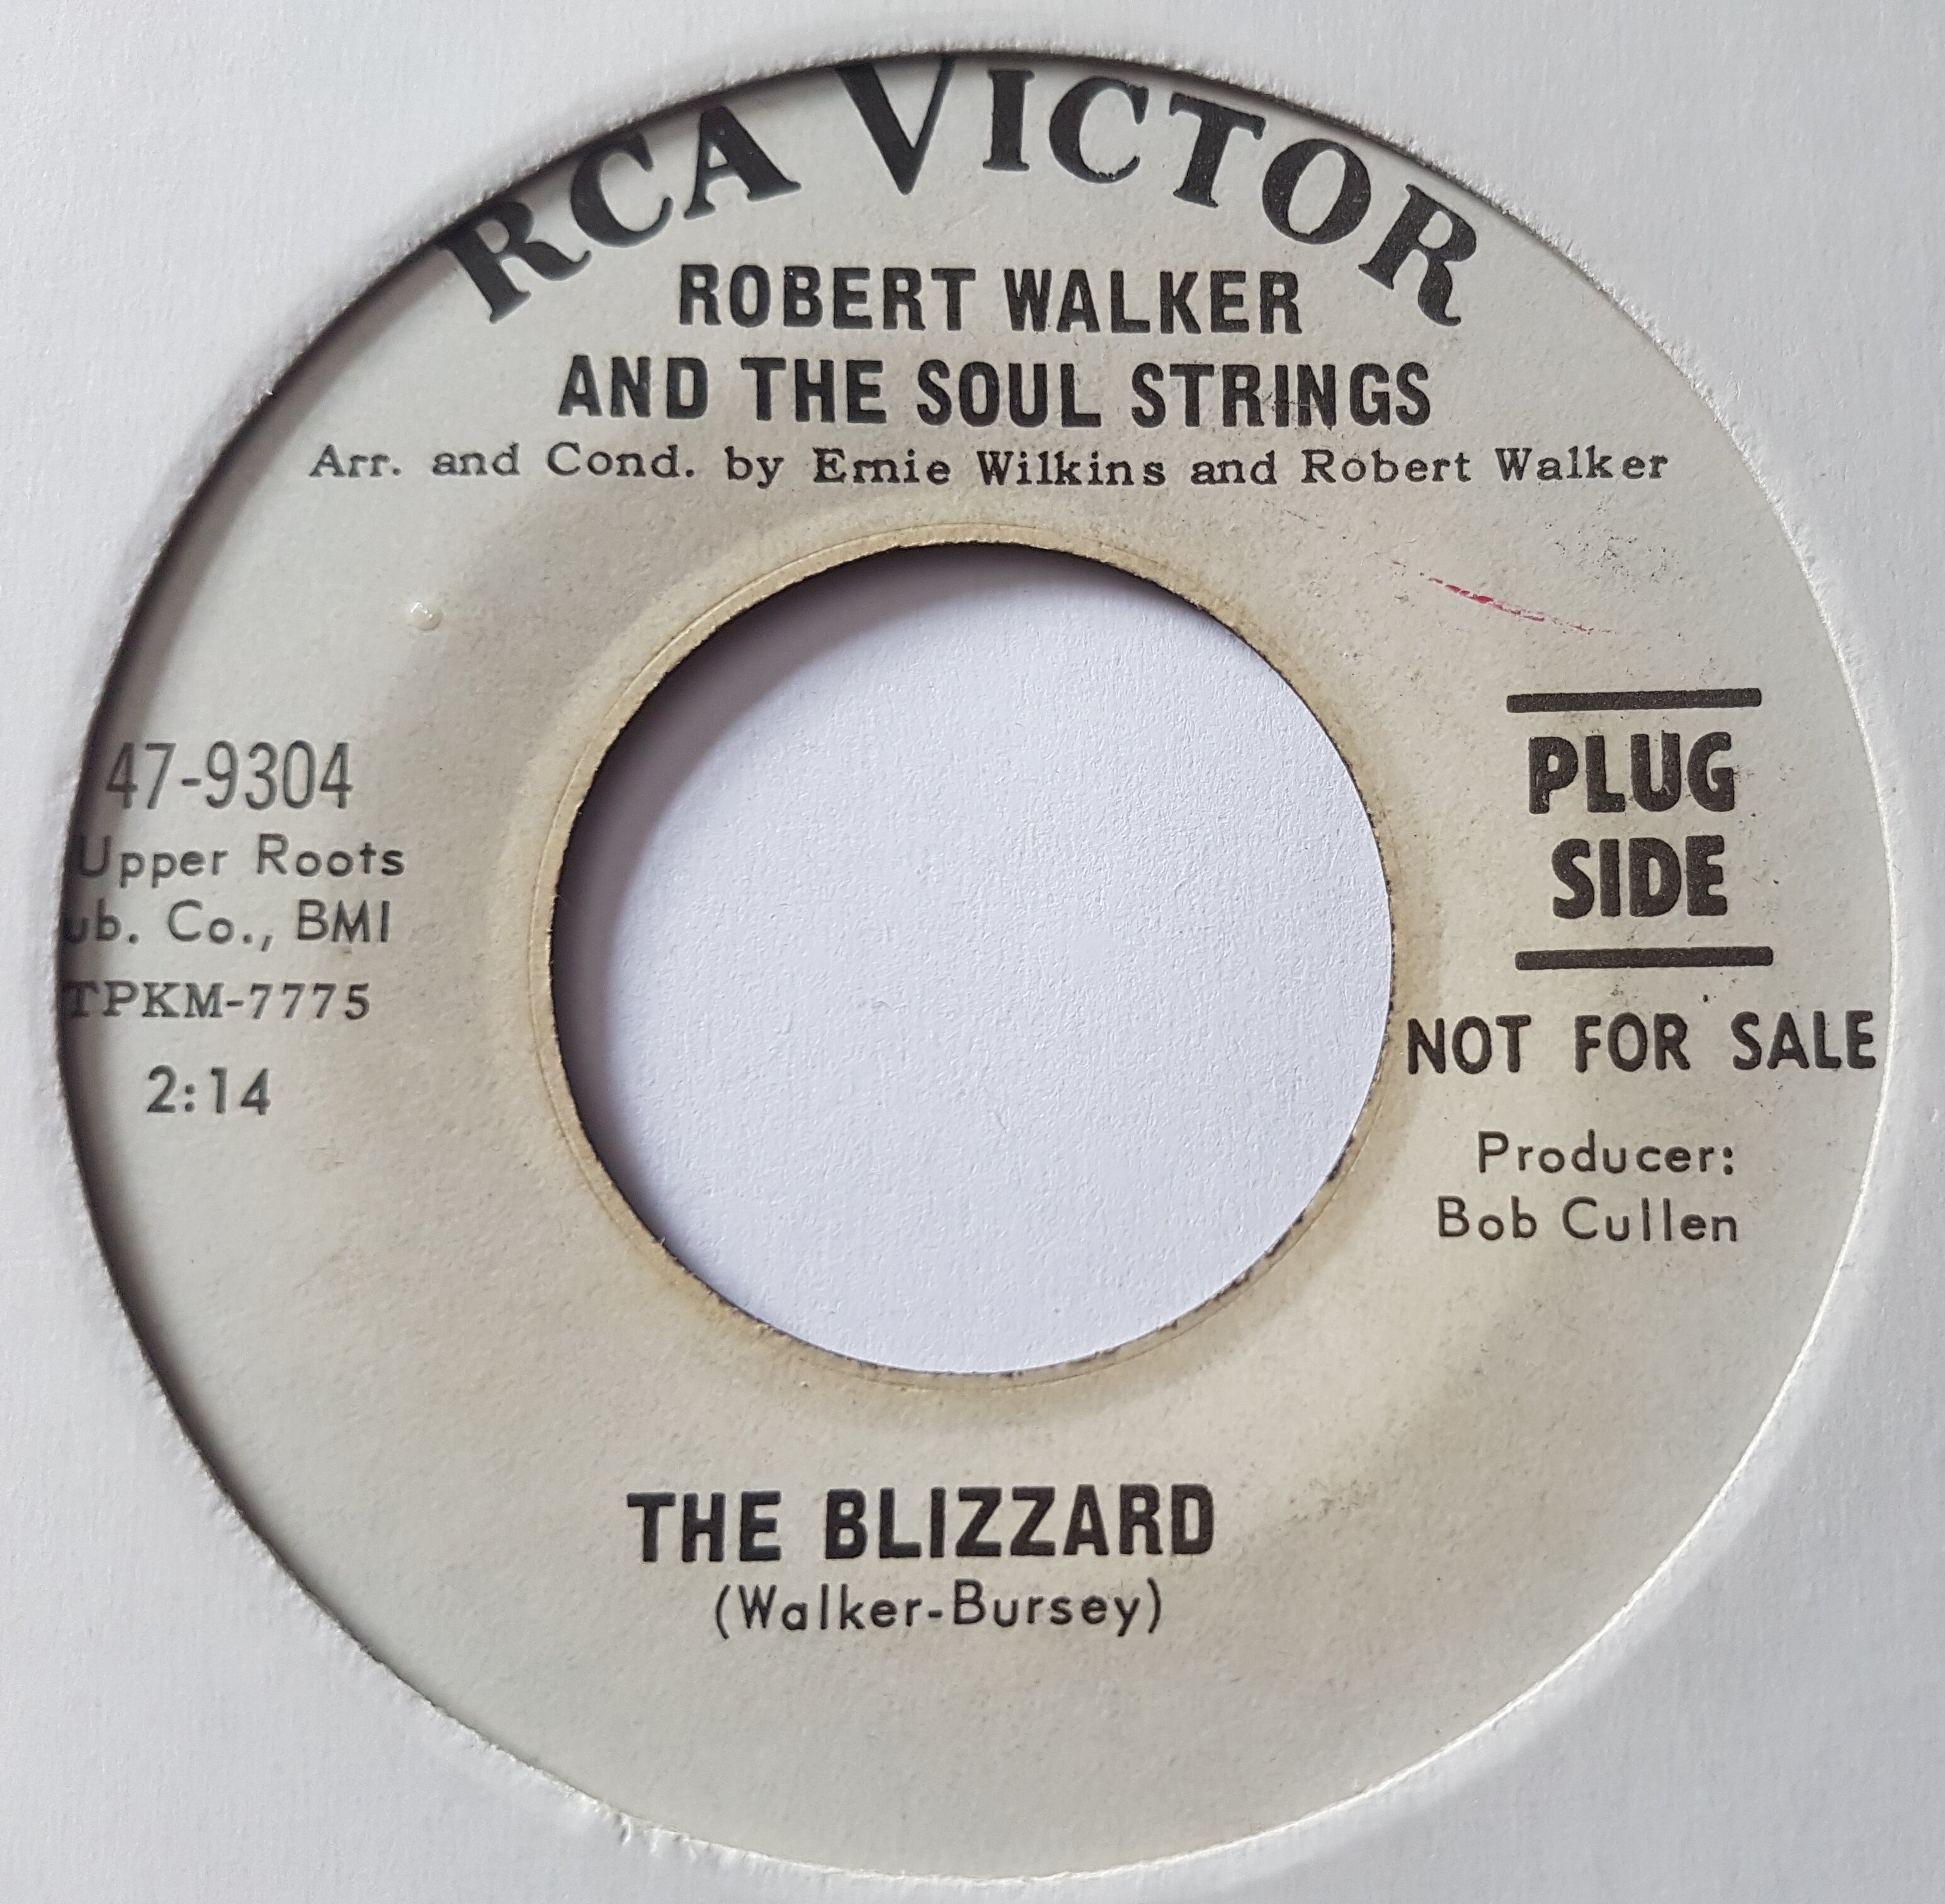 RCA VICTOR
ROBERT WALKER
AND THE SOUL STRINGS
Arr. and Cond. by Ernie Wilkins and Robert Walker
47-9304
Upper Roots
ub. Co., BMI
TPKM-7775
2:14
PLUG
SIDE
NOT FOR SALE
Producer:
Bob Cullen
THE BLIZZARD
(Walker-Bursey)